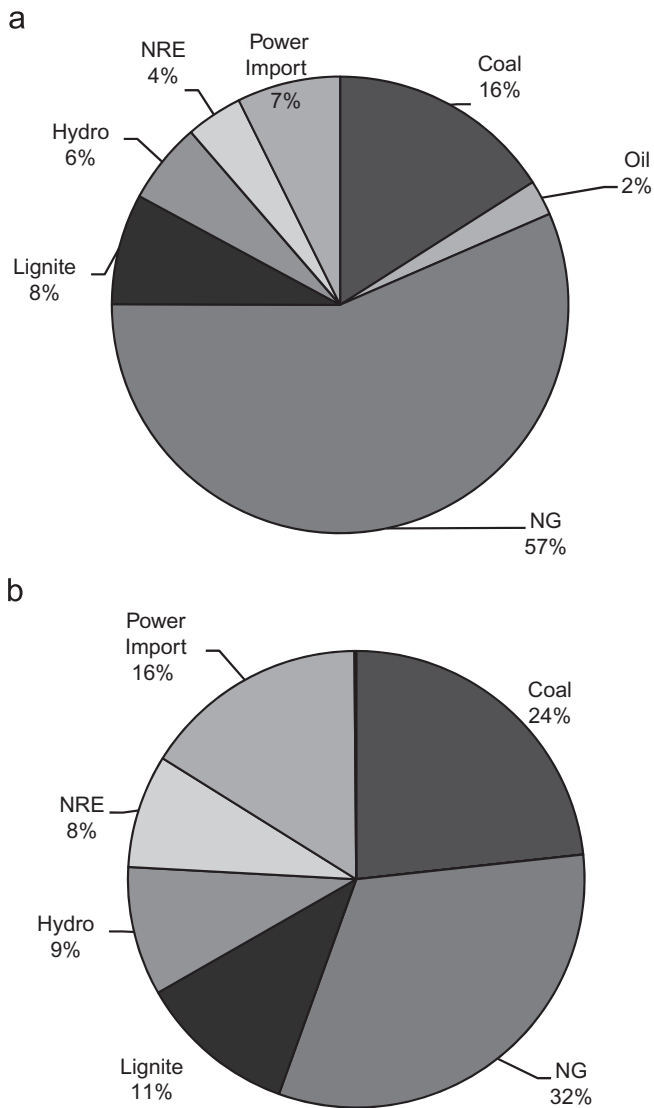 a
NRE
4%
Power
Import
7%
Coal
16%
Hydro
6%
Oil
2%
Lignite
8%
NG
57%
b
Power
Import
16%
Coal
24%
NRE
8%
Hydro
9%
Lignite
11%
NG
32%